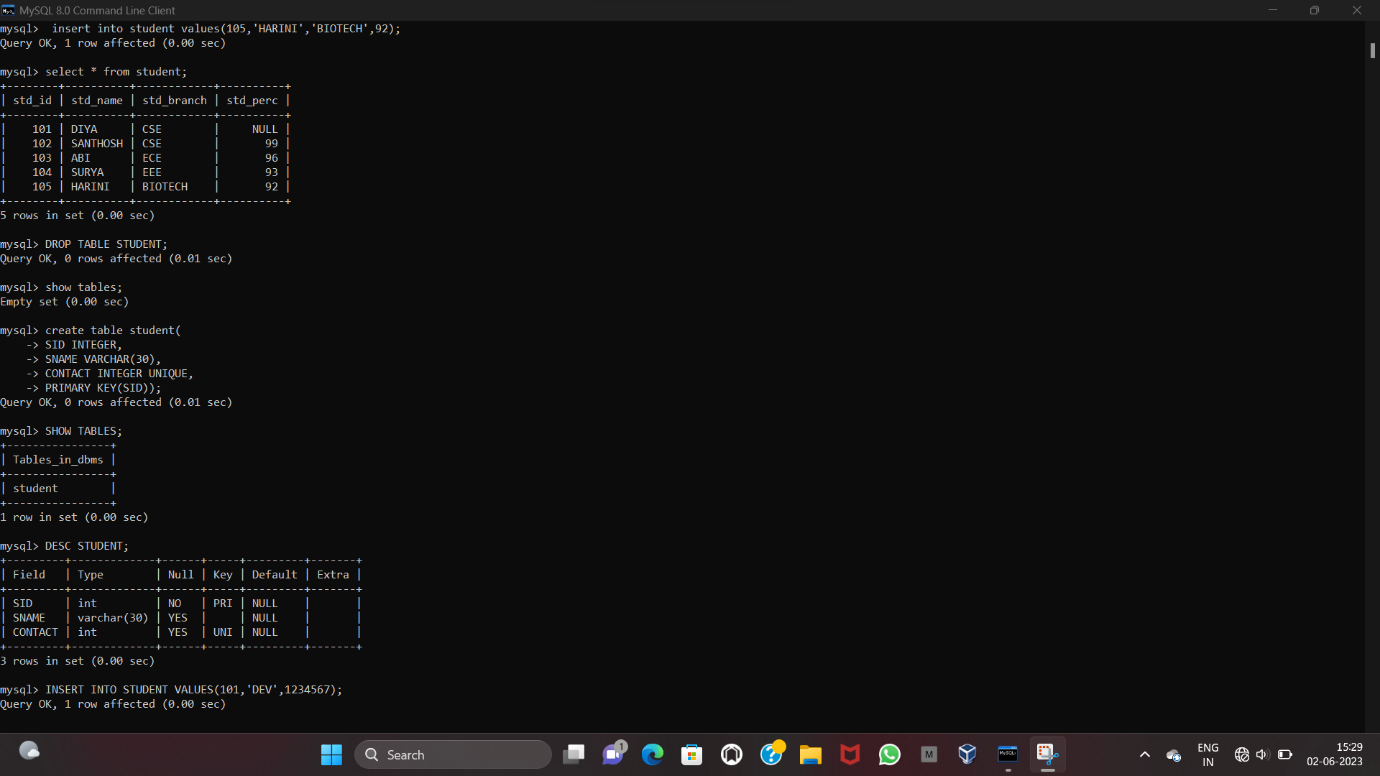 MySQL 8.0 Command Line Client
mysql>  insert into student values(105,'HARINI','BIOTECH',92);
Query OK, 1 row affected (0.00 sec)
mysql> select * from student;
+--------+----------+------------+----------+
| std_id | std_name | std_branch | std_perc |
+--------+----------+------------+----------+
|    101 | DIYA     | CSE        |     NULL |
|    102 | SANTHOSH | CSE        |       99 |
|    103 | ABI      | ECE        |       96 |
|    104 | SURYA    | EEE        |       93 |
|    105 | HARINI   | BIOTECH    |       92 |
+--------+----------+------------+----------+
5 rows in set (0.00 sec)
mysql> DROP TABLE STUDENT;
Query OK, 0 rows affected (0.01 sec)
mysql> show tables;
Empty set (0.00 sec)
mysql> create table student(
    -> SID INTEGER,
    -> SNAME VARCHAR(30),
    -> CONTACT INTEGER UNIQUE,
    -> PRIMARY KEY(SID));
Query OK, 0 rows affected (0.01 sec)
mysql> SHOW TABLES;
+----------------+
| Tables_in_dbms |
+----------------+
| student        |
+----------------+
1 row in set (0.00 sec)
mysql> DESC STUDENT;
+---------+-------------+------+-----+---------+-------+
| Field   | Type        | Null | Key | Default | Extra |
+---------+-------------+------+-----+---------+-------+
| SID     | int         | NO   | PRI | NULL    |       |
| SNAME   | varchar(30) | YES  |     | NULL    |       |
| CONTACT | int         | YES  | UNI | NULL    |       |
+---------+-------------+------+-----+---------+-------+
3 rows in set (0.00 sec)
mysql> INSERT INTO STUDENT VALUES(101,'DEV',1234567);
Query OK, 1 row affected (0.00 sec)
Search
1
M
ENG
IN
15:29
02-06-2023